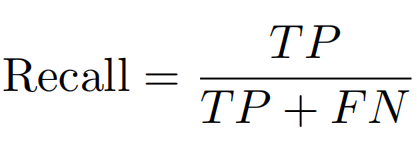 Recall = TP / TP + FN